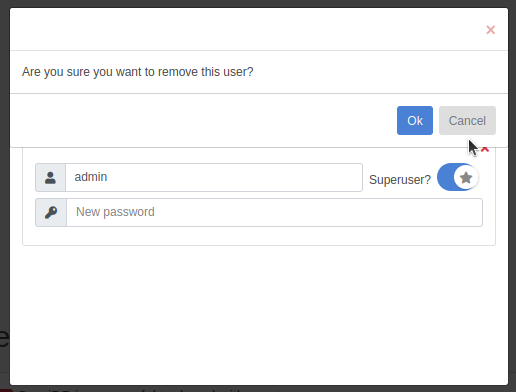 ×
Are you sure you want to remove this user?
Ok
Cancel
admin
Superuser?
New password